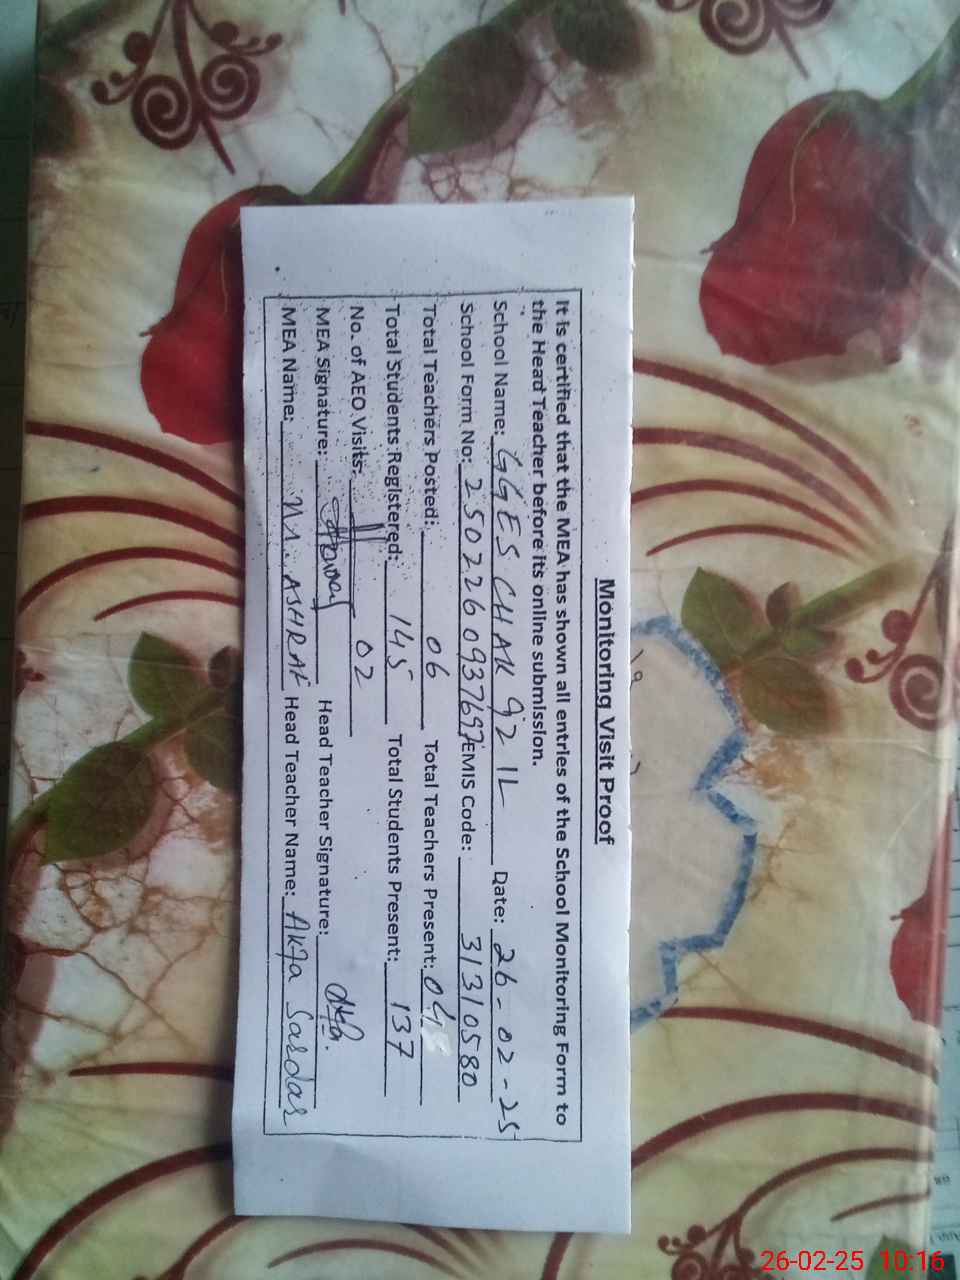 Monitoring Visit Proof
It is certified that the MEA has shown all entries of the School Monitoring Form to
the Head Teacher before its online submission.
School Name: GGES CHAK 92 1L Date: 26-02-25
School Form No: 2502260937697 EMIS Code: 31310580
Total Teachers Posted: 06 Total Teachers Present: 04
Total Students Registered: 145 Total Students Present: 137
No. of AEO Visits: 02
MEA Signature: Head Teacher Signature:
MEA Name: M. ASHRAF Head Teacher Name: Aqsa Sardar
26-02-25 10:16